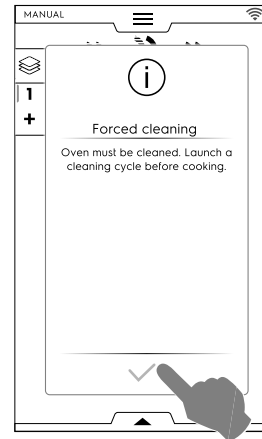 MANUAL
1
+
Forced cleaning
Oven must be cleaned. Launch a
cleaning cycle before cooking.